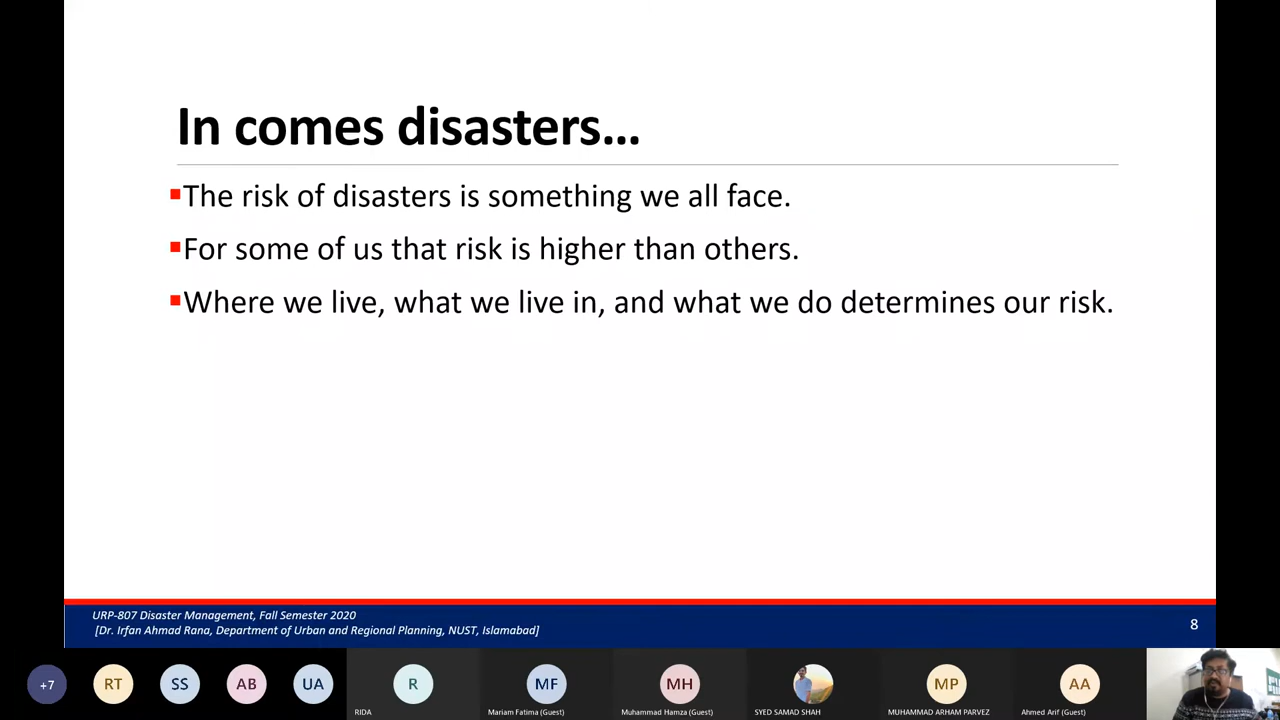 In comes disasters...
▪The risk of disasters is something we all face.
▪For some of us that risk is higher than others.
▪Where we live, what we live in, and what we do determines our risk.
URP-807 Disaster Management, Fall Semester 2020
[Dr. Irfan Ahmad Rana, Department of Urban and Regional Planning, NUST, Islamabad]
8
+7 RT SS AB UA R MF MH MP AA
RIDA Mariam Fatima (Guest) Muhammad Hamza (Guest) SYED SAMAD SHAH MUHAMMAD ARHAM PARVEZ Ahmed Arif (Guest)